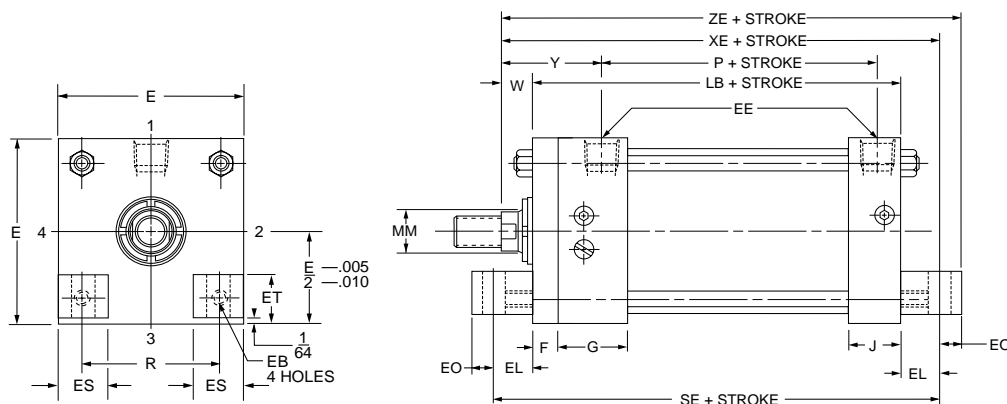 ZE + STROKE
XE + STROKE
Y
P + STROKE
W
LB + STROKE
E
EE
1
E
4
2
MM
E
2
—.005
—.010
ET
3
1
64
R
EB
4 HOLES
ES
ES
F
G
J
EO
EL
EL
EO
SE + STROKE